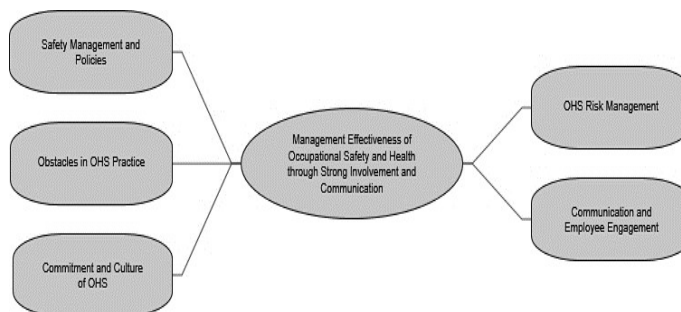 Safety Management and
Policies
Obstacles in OHS Practice
Commitment and Culture
of OHS
Management Effectiveness of
Occupational Safety and Health
through Strong Involvement and
Communication
OHS Risk Management
Communication and
Employee Engagement